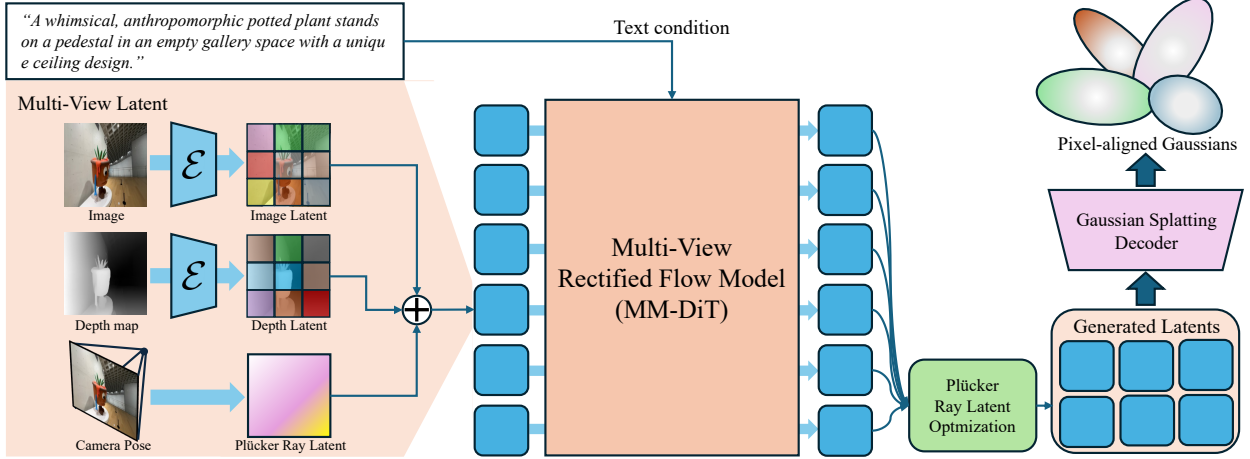 “A whimsical, anthropomorphic potted plant stands
on a pedestal in an empty gallery space with a uniqu
e ceiling design.”
Text condition
Multi-View Latent
ℰ
Image
Image Latent
ℰ
Depth map
Depth Latent
Camera Pose
Plücker Ray Latent
Multi-View
Rectified Flow Model
(MM-DiT)
Plücker
Ray Latent
Optmization
Generated Latents
Gaussian Splatting
Decoder
Pixel-aligned Gaussians